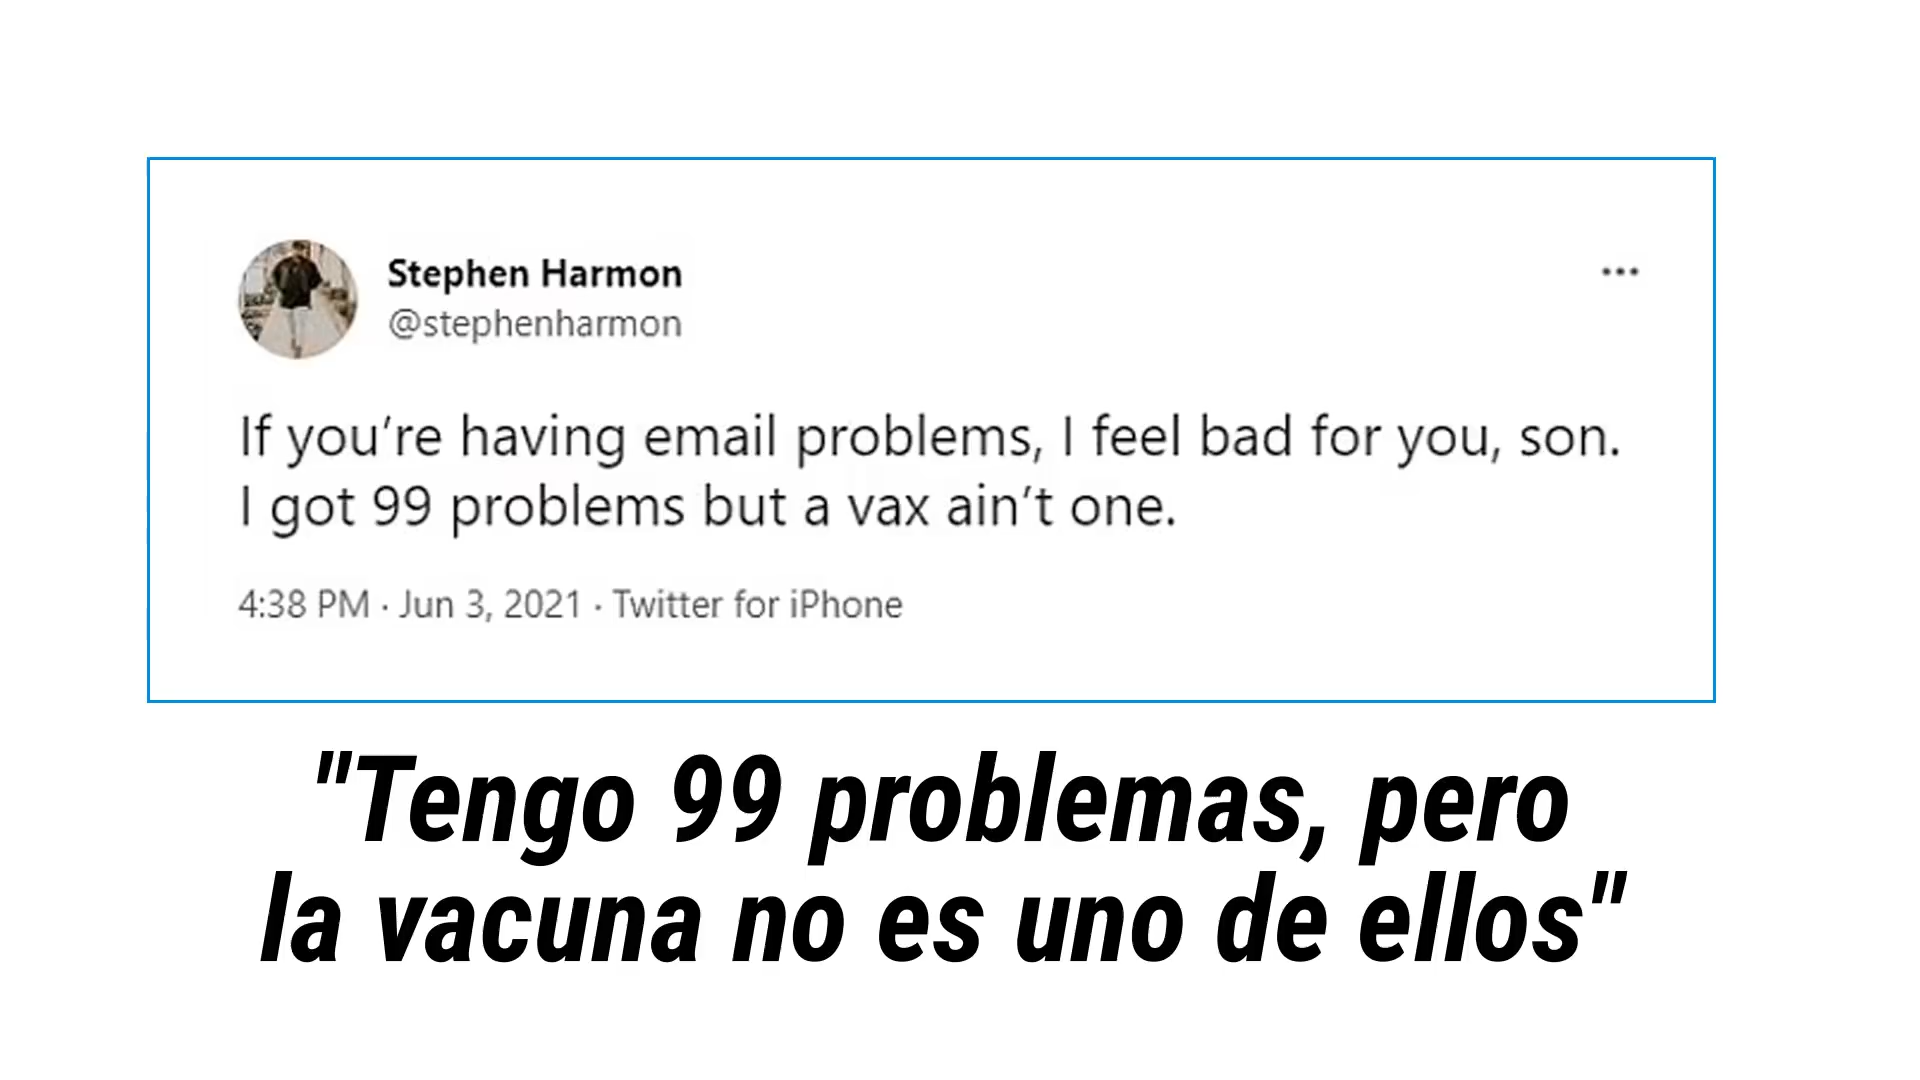 Stephen Harmon
@stephenharmon
If you’re having email problems, I feel bad for you, son.
I got 99 problems but a vax ain’t one.
4:38 PM · Jun 3, 2021 · Twitter for iPhone
"Tengo 99 problemas, pero
la vacuna no es uno de ellos"